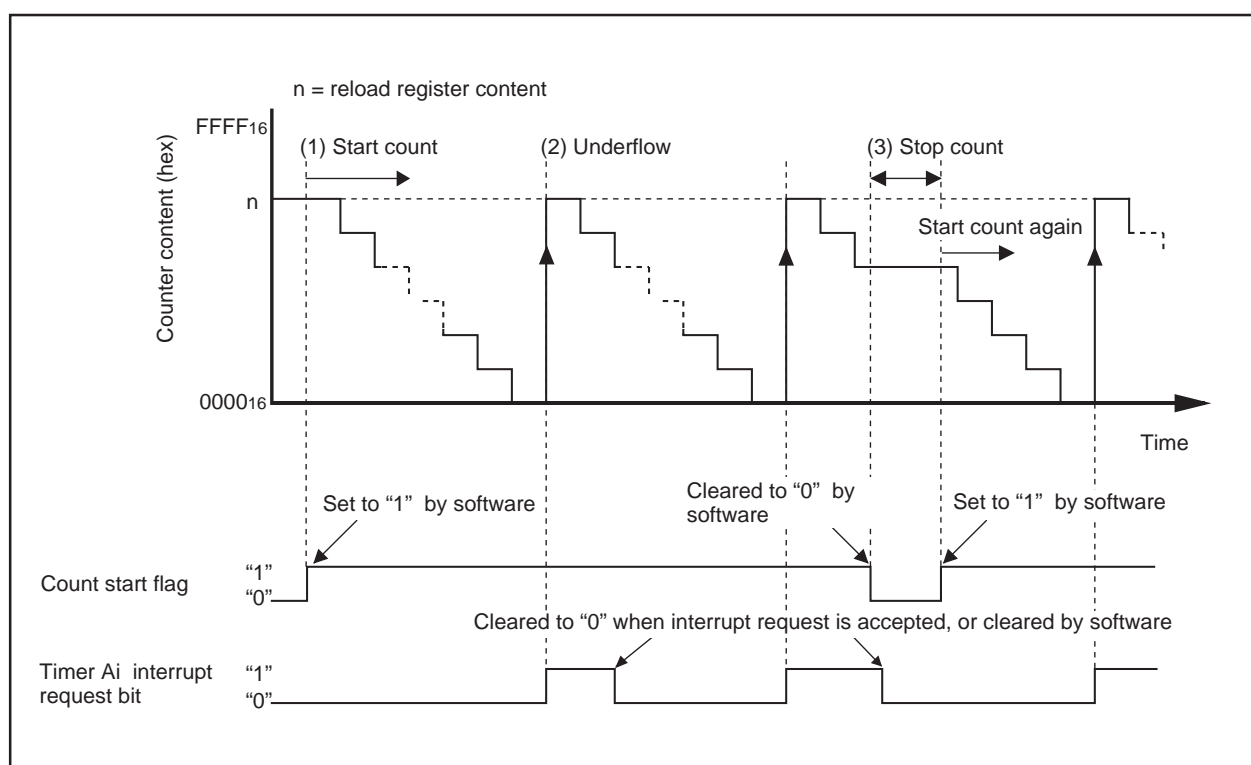 n = reload register content
FFFF16
(1) Start count
(2) Underflow
(3) Stop count
n
Start count again
Counter content (hex)
000016
Time
Set to “1” by software
Cleared to “0” by
software
Set to “1” by software
Count start flag
“1”
“0”
Cleared to “0” when interrupt request is accepted, or cleared by software
Timer Ai interrupt
request bit
“1”
“0”